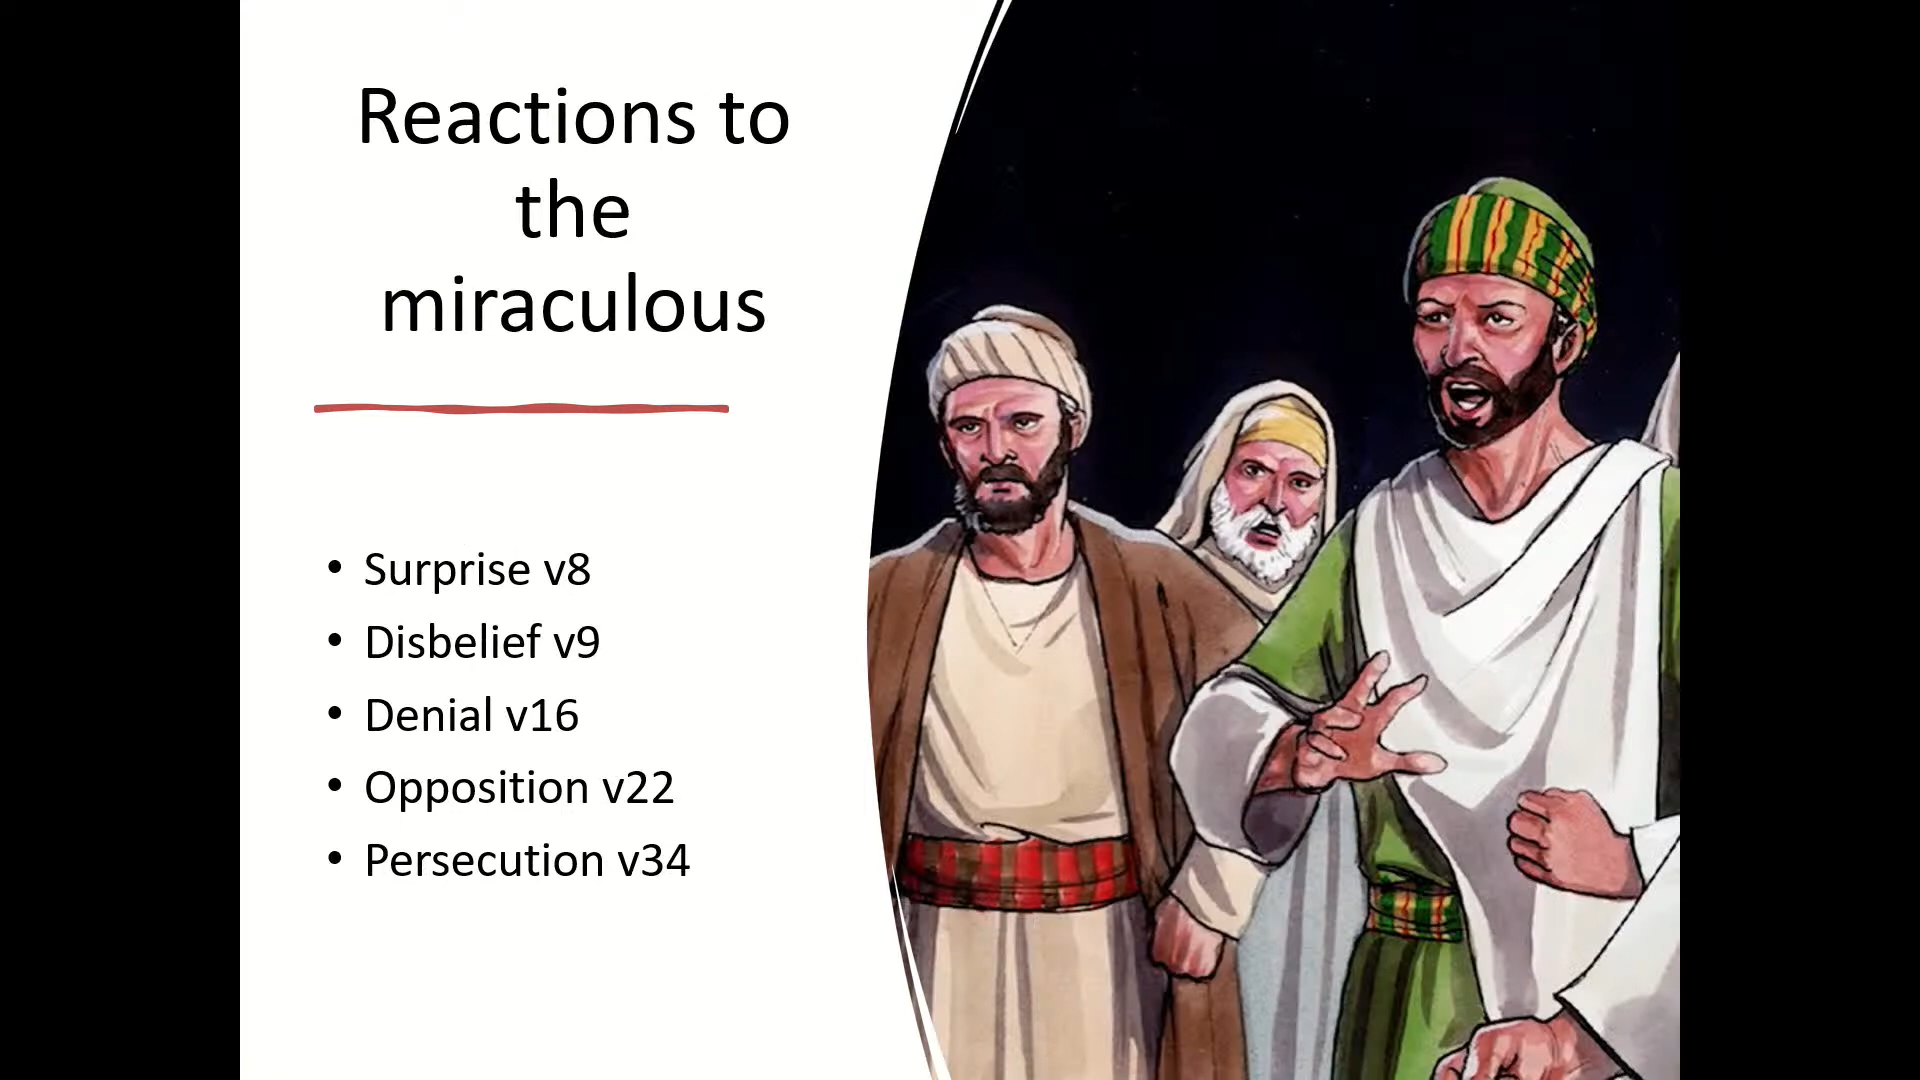 Reactions to
the
miraculous
• Surprise v8
• Disbelief v9
• Denial v16
• Opposition v22
• Persecution v34